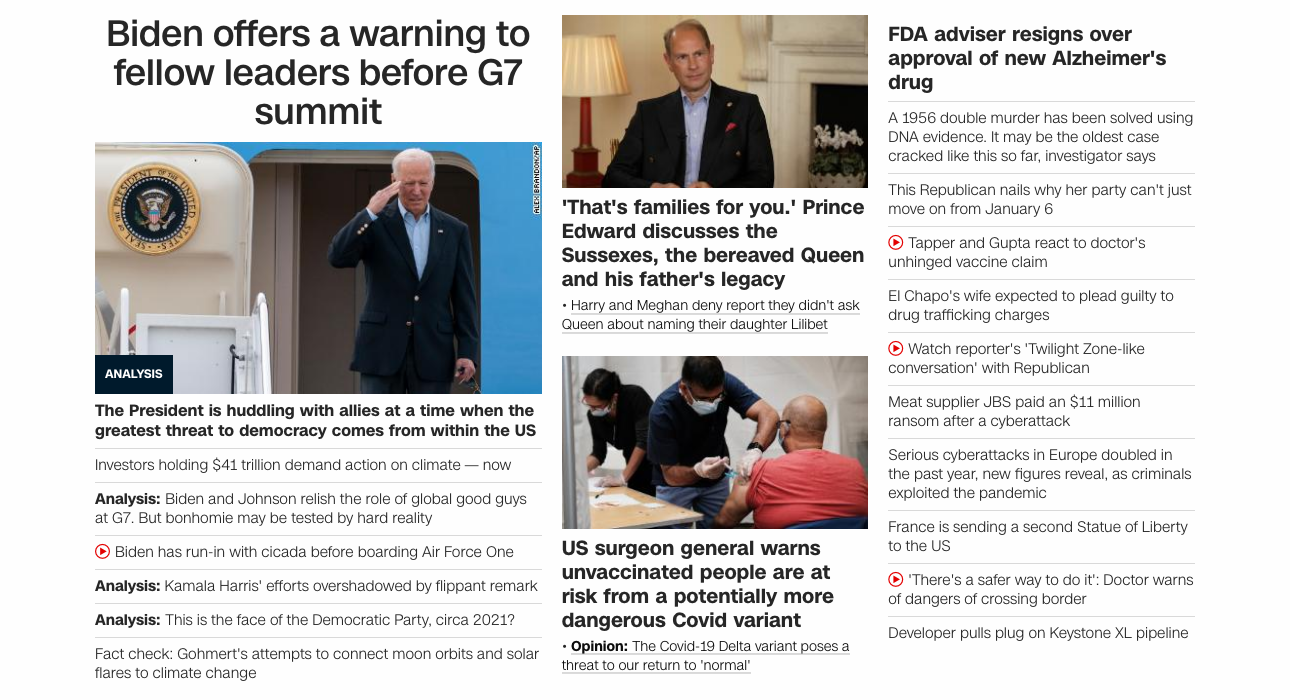 Biden offers a warning to
fellow leaders before G7
summit
ALEX BRANDON/AP
ANALYSIS
The President is huddling with allies at a time when the
greatest threat to democracy comes from within the US
Investors holding $41 trillion demand action on climate — now
Analysis: Biden and Johnson relish the role of global good guys
at G7. But bonhomie may be tested by hard reality
Biden has run-in with cicada before boarding Air Force One
Analysis: Kamala Harris' efforts overshadowed by flippant remark
Analysis: This is the face of the Democratic Party, circa 2021?
Fact check: Gohmert's attempts to connect moon orbits and solar
flares to climate change
'That's families for you.' Prince
Edward discusses the
Sussexes, the bereaved Queen
and his father's legacy
• Harry and Meghan deny report they didn't ask
Queen about naming their daughter Lilibet
US surgeon general warns
unvaccinated people are at
risk from a potentially more
dangerous Covid variant
• Opinion: The Covid-19 Delta variant poses a
threat to our return to 'normal'
FDA adviser resigns over
approval of new Alzheimer's
drug
A 1956 double murder has been solved using
DNA evidence. It may be the oldest case
cracked like this so far, investigator says
This Republican nails why her party can't just
move on from January 6
Tapper and Gupta react to doctor's
unhinged vaccine claim
El Chapo's wife expected to plead guilty to
drug trafficking charges
Watch reporter's 'Twilight Zone-like
conversation' with Republican
Meat supplier JBS paid an $11 million
ransom after a cyberattack
Serious cyberattacks in Europe doubled in
the past year, new figures reveal, as criminals
exploited the pandemic
France is sending a second Statue of Liberty
to the US
'There's a safer way to do it': Doctor warns
of dangers of crossing border
Developer pulls plug on Keystone XL pipeline